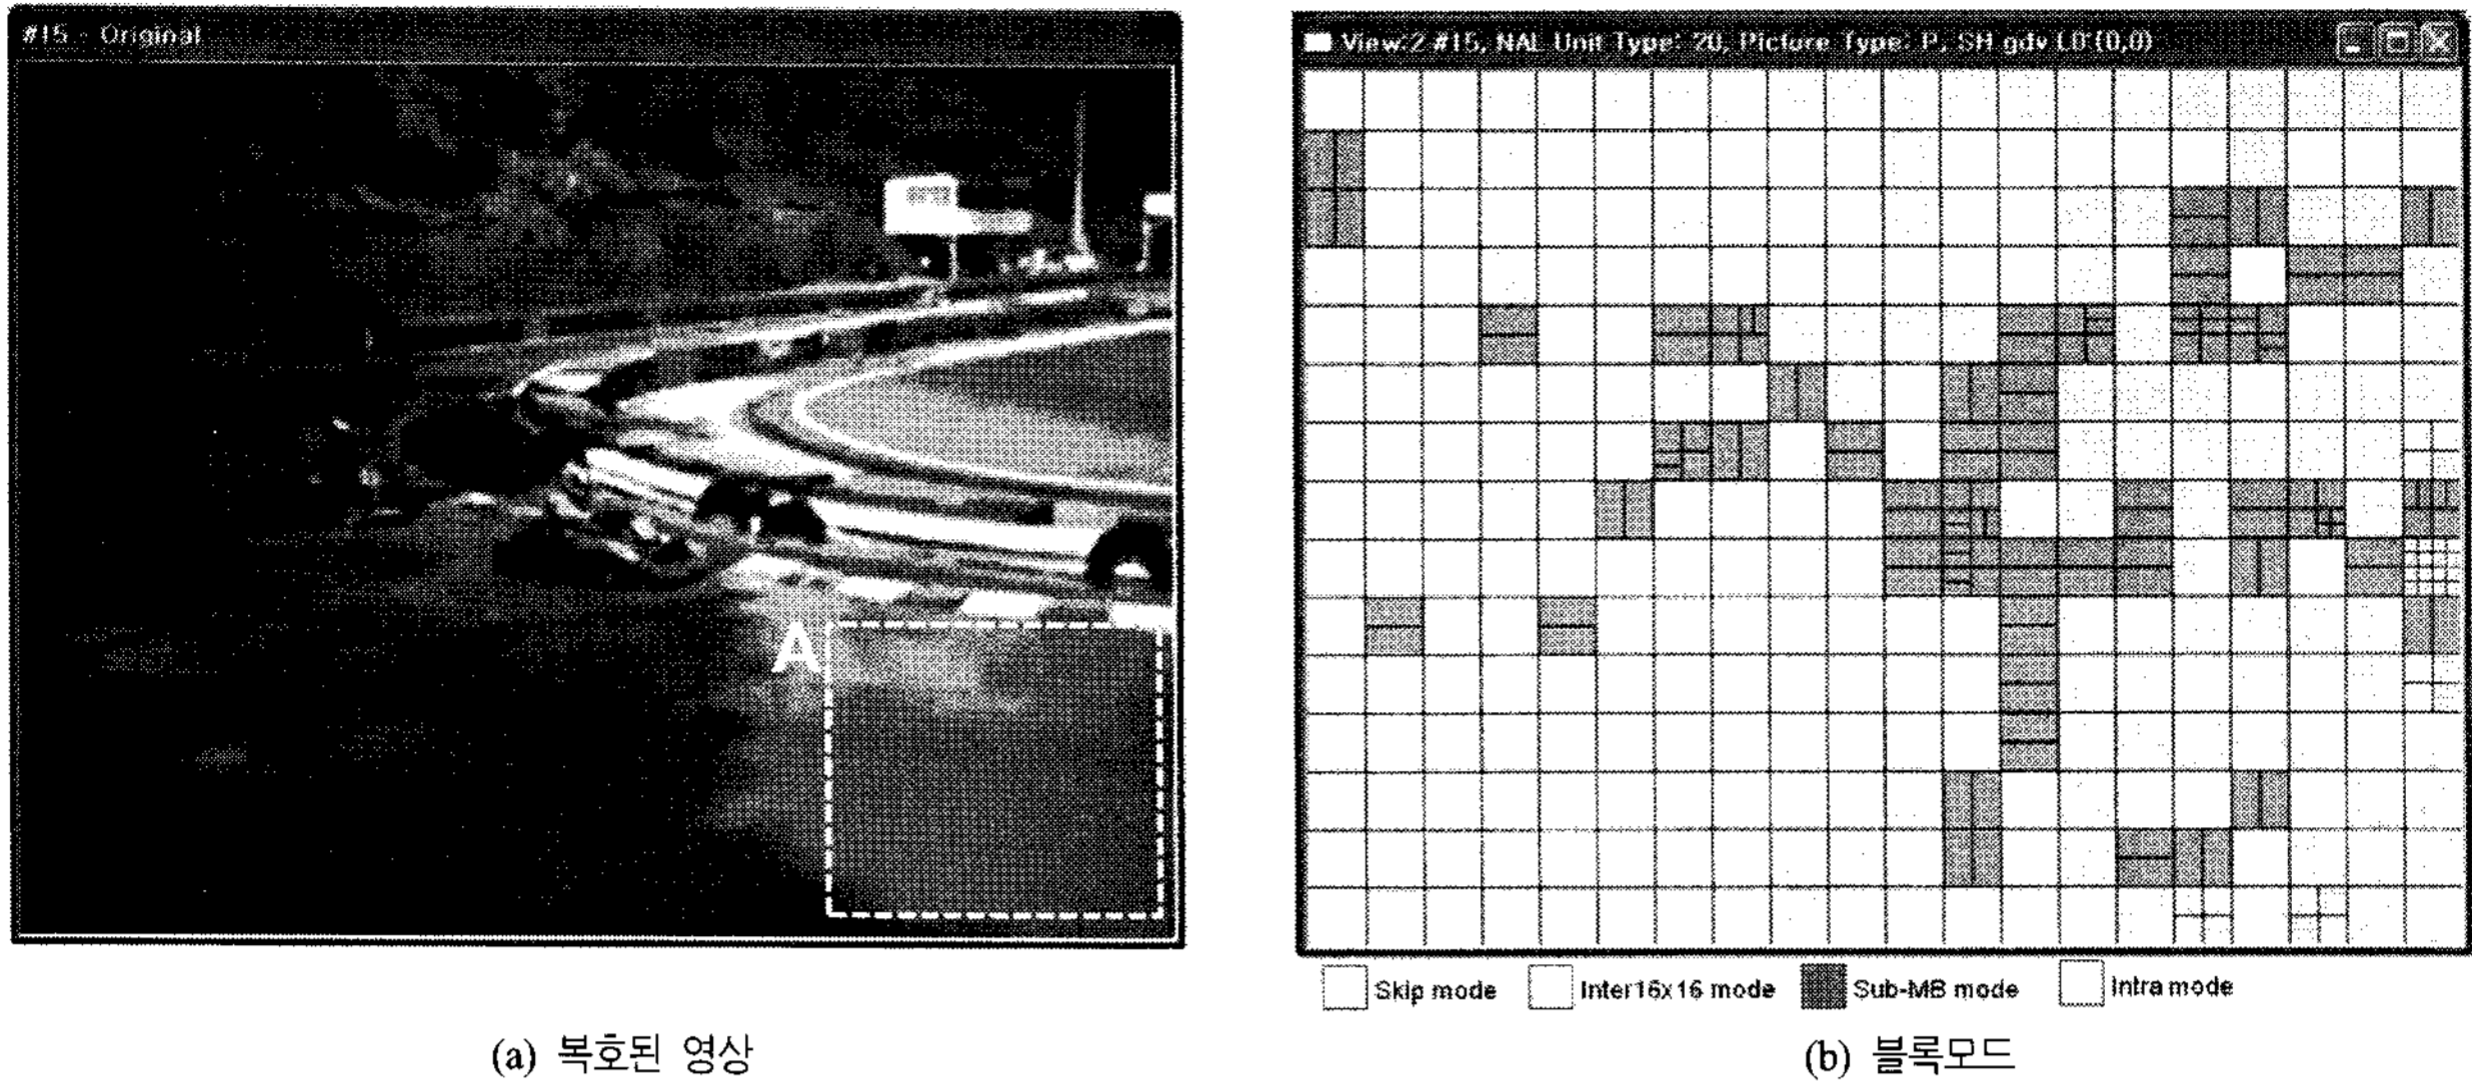 #15 - Original
View:2 #15, NAL Unit Type: 20, Picture Type: P, SH gdv L0:(0,0)
A
Skip mode
Inter16x16 mode
Sub-MB mode
Intra mode
(a) 복호된 영상
(b) 블록모드